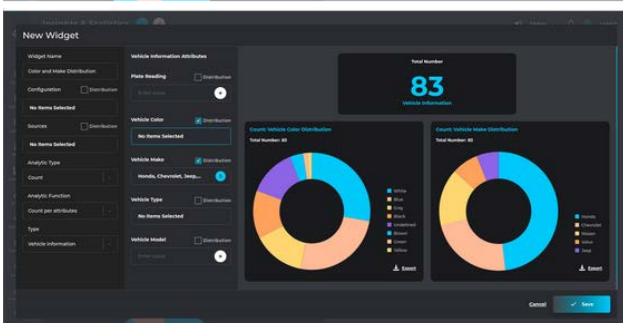 Insights & Statistics
New Widget
Widget Name
Color and Make Distribution
Configuration
Distribution
No Items Selected
Sources
Distribution
No Items Selected
Analytic Type
Count
Analytic Function
Count per attributes
Type
Vehicle Information
Vehicle Information Attributes
Plate Reading
Distribution
Enter value
Vehicle Color
Distribution
No Items Selected
Vehicle Make
Distribution
Honda, Chevrolet, Jeep,...
Vehicle Type
Distribution
No Items Selected
Vehicle Model
Distribution
Enter value
Total Number
83
Vehicle Information
Count: Vehicle Color Distribution
Total Number: 83
White
Blue
Gray
Black
Undefined
Brown
Green
Yellow
Export
Count: Vehicle Make Distribution
Total Number: 83
Honda
Chevrolet
Nissan
Volvo
Jeep
Export
Cancel
Save